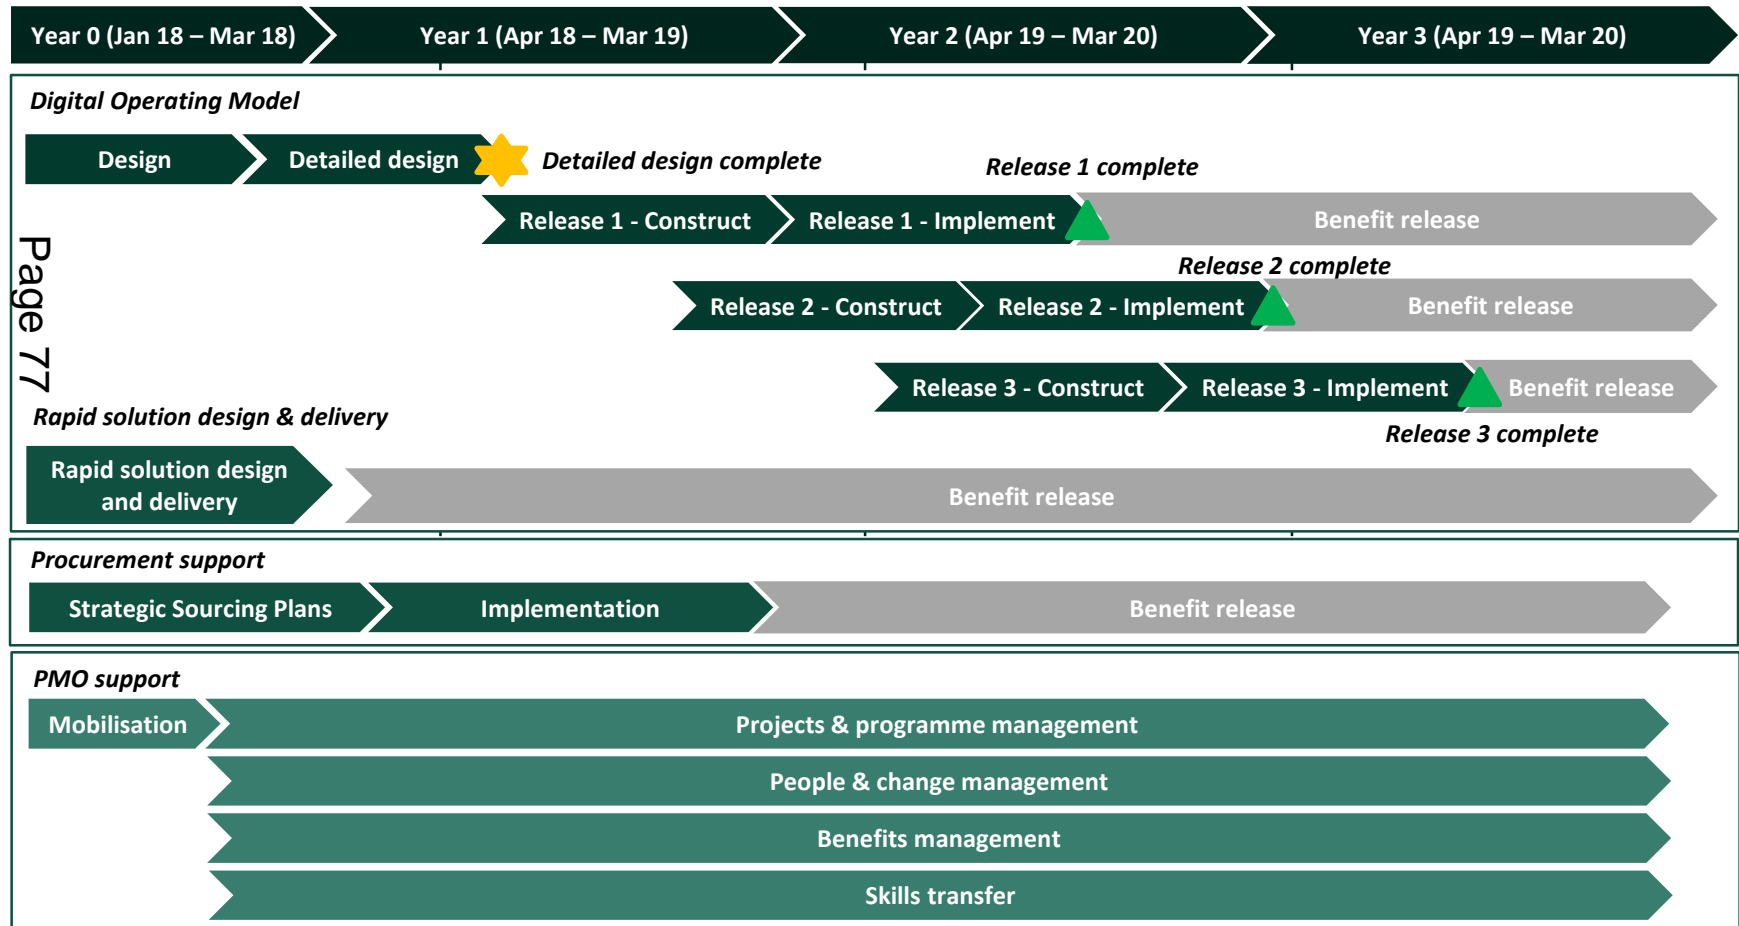 Year 0 (Jan 18 – Mar 18)
Year 1 (Apr 18 – Mar 19)
Year 2 (Apr 19 – Mar 20)
Year 3 (Apr 19 – Mar 20)
Digital Operating Model
Design
Detailed design
Detailed design complete
Release 1 complete
Release 1 - Construct
Release 1 - Implement
Benefit release
Page 77
Release 2 complete
Release 2 - Construct
Release 2 - Implement
Benefit release
Release 3 - Construct
Release 3 - Implement
Benefit release
Release 3 complete
Rapid solution design & delivery
Rapid solution design
and delivery
Benefit release
Procurement support
Strategic Sourcing Plans
Implementation
Benefit release
PMO support
Mobilisation
Projects & programme management
People & change management
Benefits management
Skills transfer